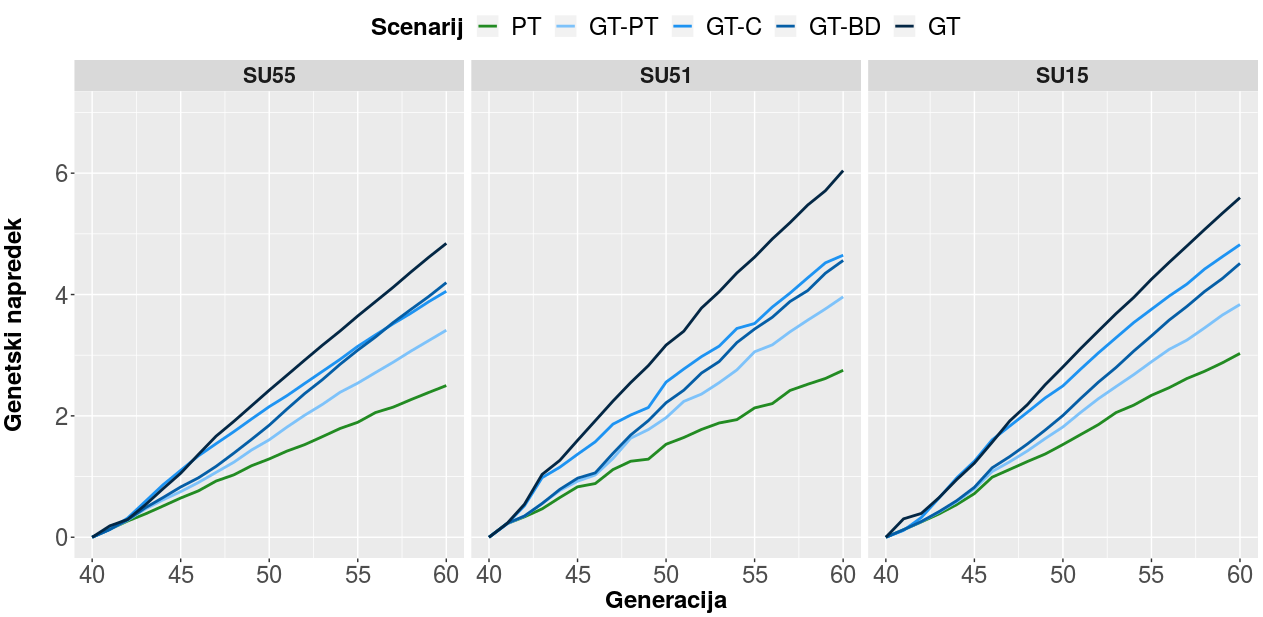 Scenarij PT GT-PT GT-C GT-BD GT
SU55 SU51 SU15
Genetski napredek
6
4
2
0
40 45 50 55 60 40 45 50 55 60 40 45 50 55 60
Generacija